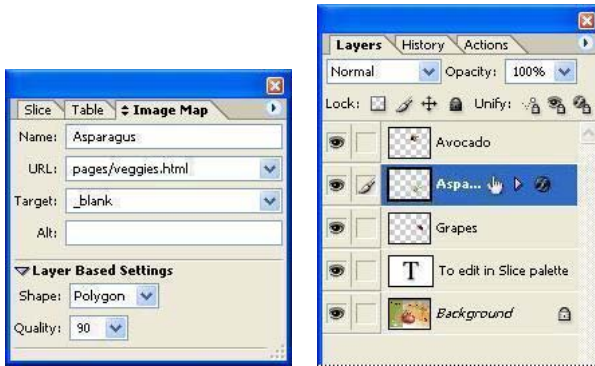 Slice Table Image Map
Name: Asparagus
URL: pages/veggies.html
Target: _blank
Alt:
Layer Based Settings
Shape: Polygon
Quality: 90
Layers History Actions
Normal Opacity: 100%
Lock: Unify:
Avocado
Aspa...
Grapes
T To edit in Slice palette
Background